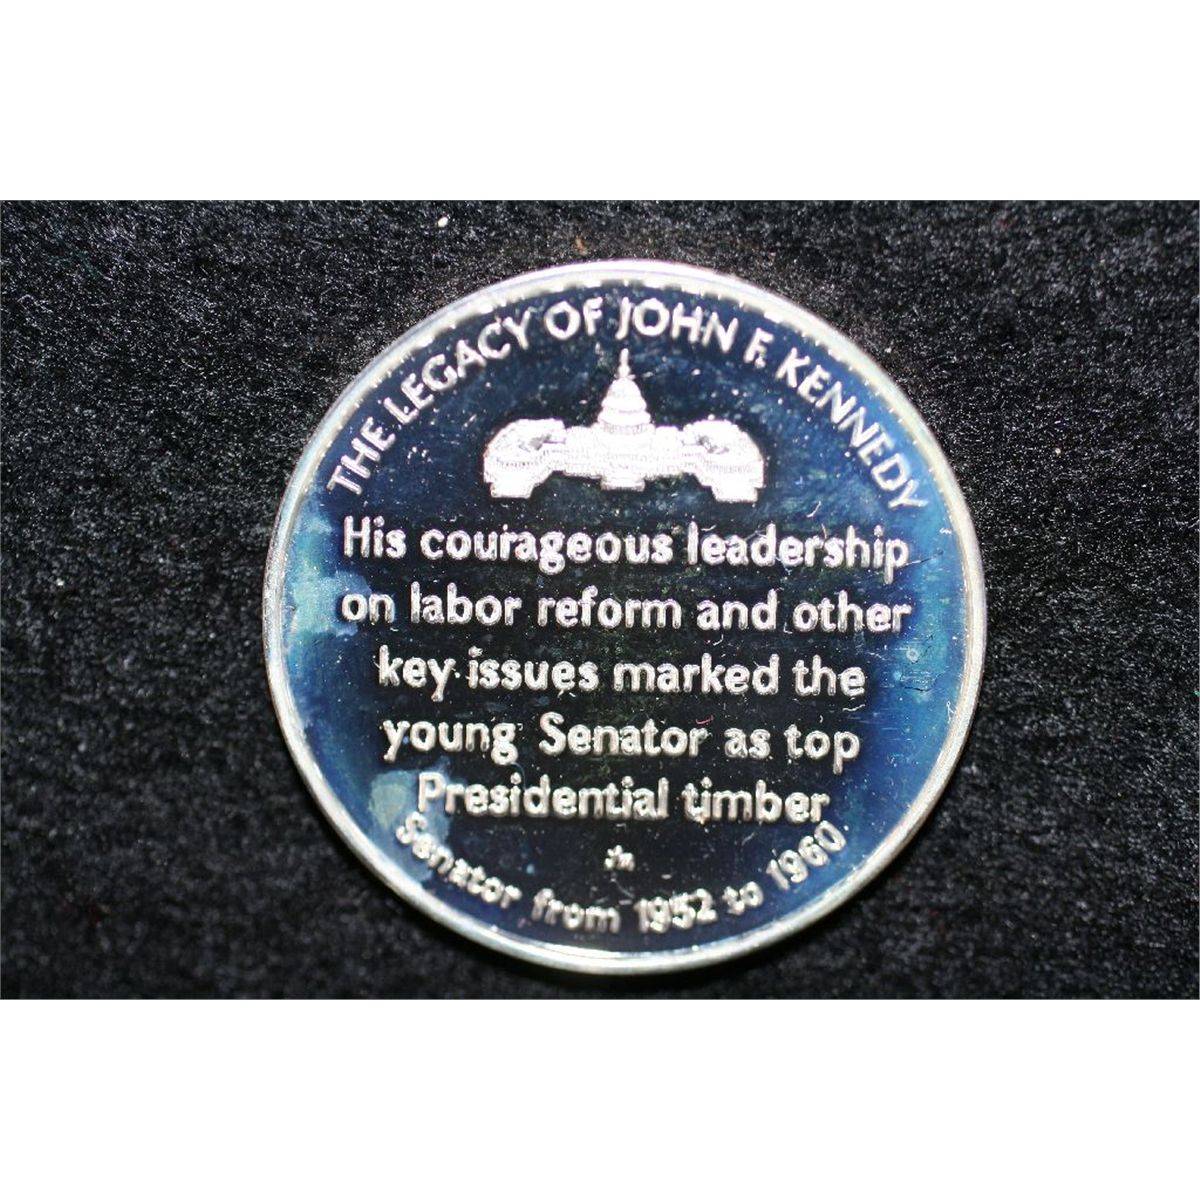 THE LEGACY OF JOHN F. KENNEDY
His courageous leadership
on labor reform and other
key issues marked the
young Senator as top
Presidential timber
Senator from 1952 to 1960